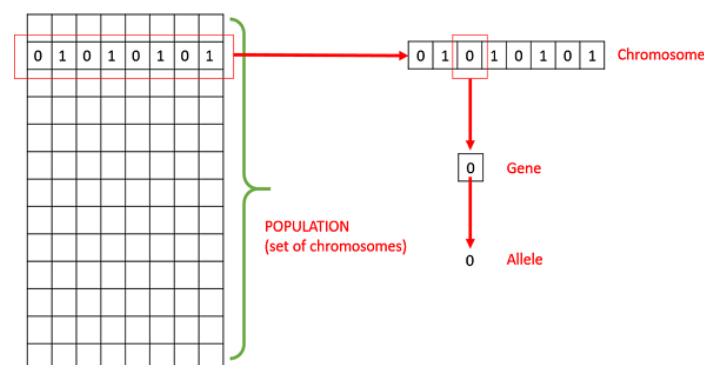 0 1 0 1 0 1 0 1
0 1 0 1 0 1 0 1 Chromosome
0 Gene
POPULATION
(set of chromosomes)
0 Allele